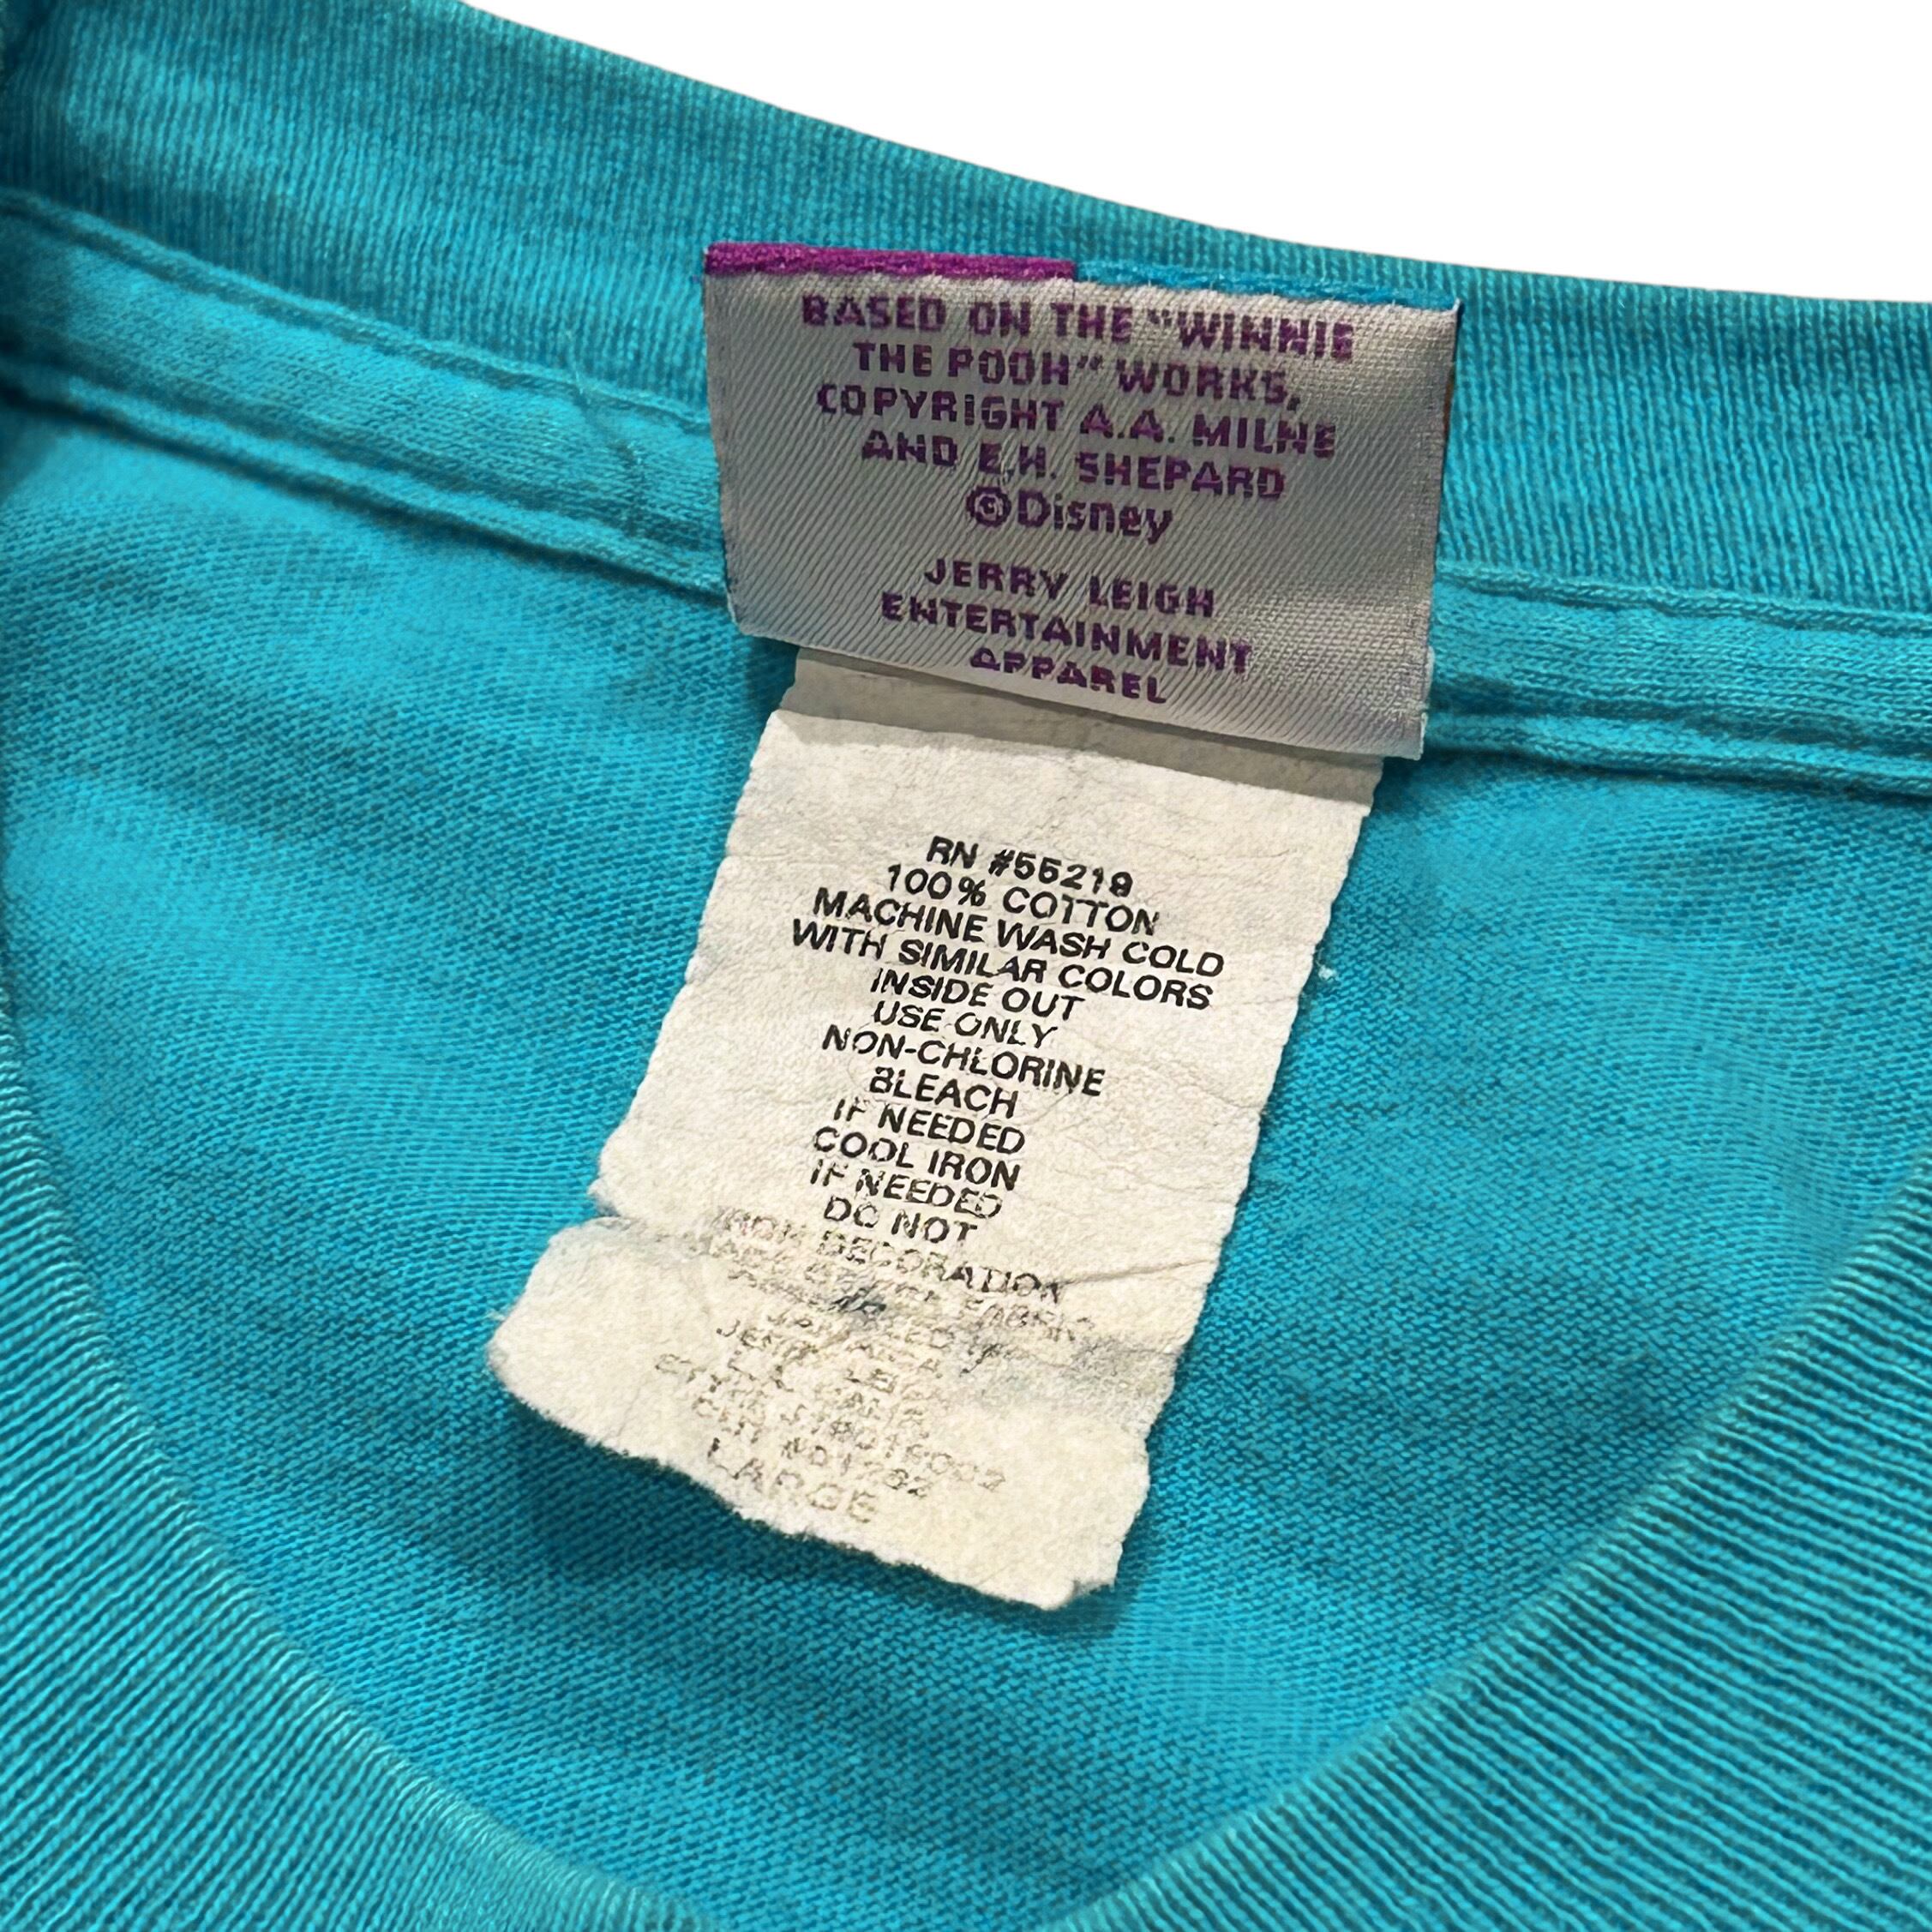 BASED ON THE "WINNIE
THE POOH" WORKS,
COPYRIGHT A.A. MILNE
AND E.H. SHEPARD
©Disney
JERRY LEIGH
ENTERTAINMENT
APPAREL
RN #55219
100% COTTON
MACHINE WASH COLD
WITH SIMILAR COLORS
INSIDE OUT
USE ONLY
NON-CHLORINE
BLEACH
IF NEEDED
COOL IRON
IF NEEDED
DO NOT
IRON DECORATION
CUT
LARGE